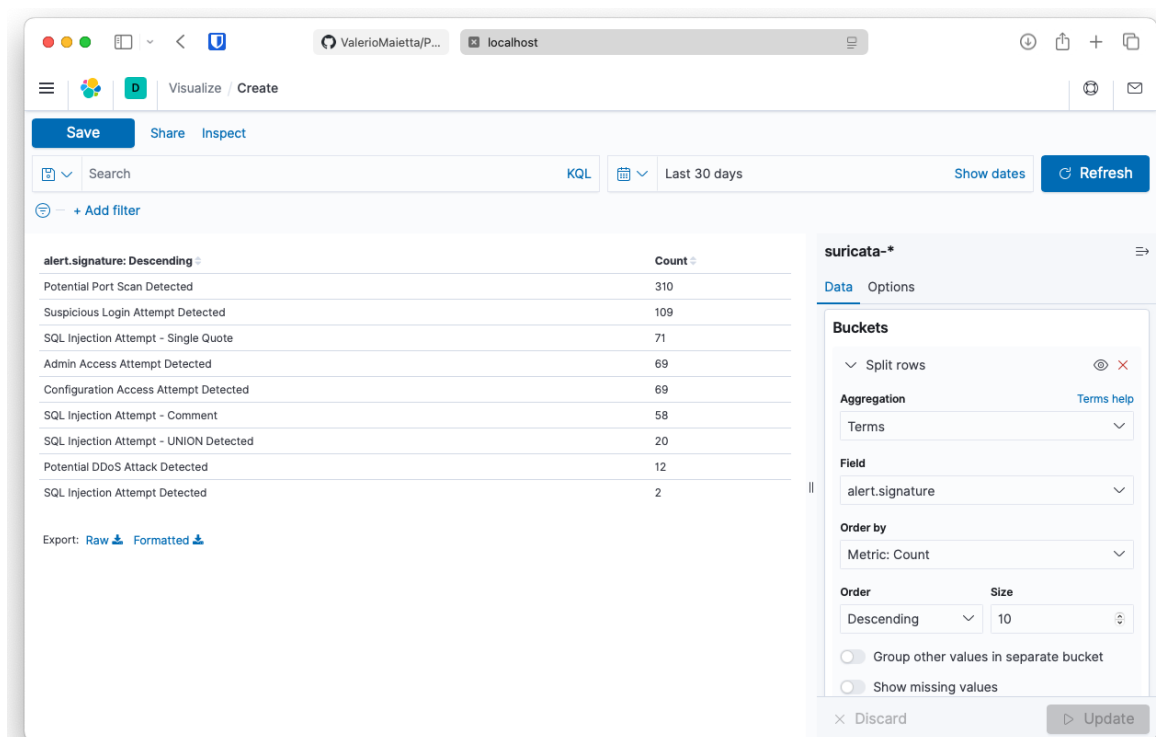 ValerioMaietta/P... localhost
D Visualize / Create
Save Share Inspect
Search KQL Last 30 days Show dates Refresh
+ Add filter
alert.signature: Descending Count
Potential Port Scan Detected 310
Suspicious Login Attempt Detected 109
SQL Injection Attempt - Single Quote 71
Admin Access Attempt Detected 69
Configuration Access Attempt Detected 69
SQL Injection Attempt - Comment 58
SQL Injection Attempt - UNION Detected 20
Potential DDoS Attack Detected 12
SQL Injection Attempt Detected 2
Export: Raw Formatted
suricata-*
Data Options
Buckets
Split rows
Aggregation Terms help
Terms
Field
alert.signature
Order by
Metric: Count
Order Size
Descending 10
Group other values in separate bucket
Show missing values
Discard Update